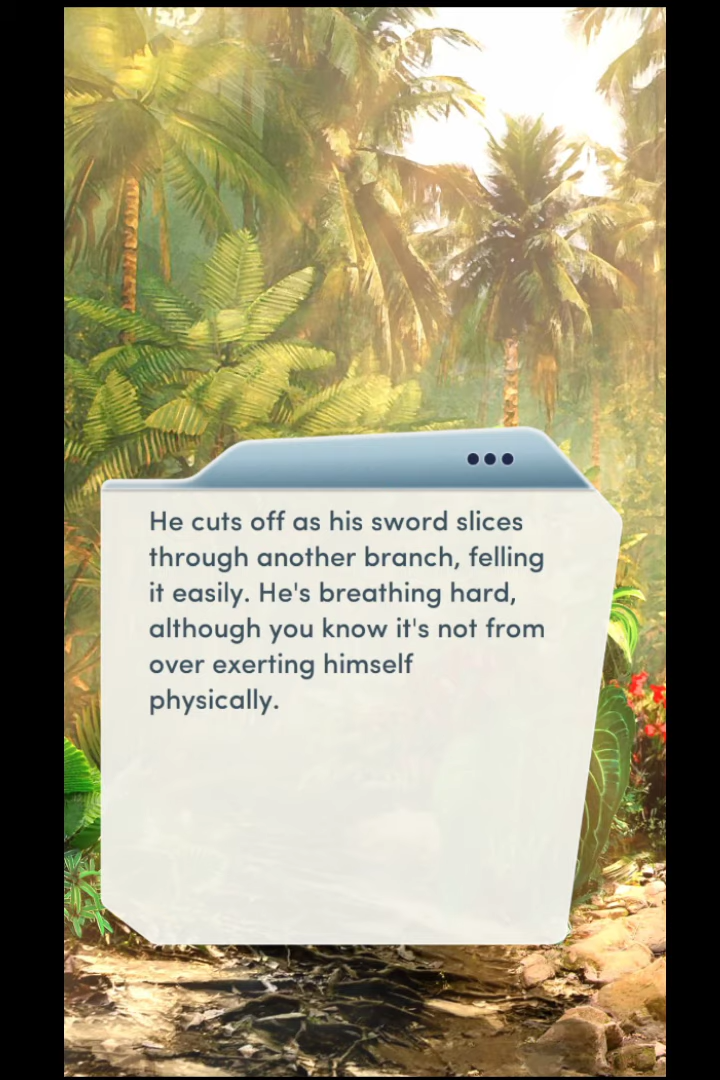 He cuts off as his sword slices
through another branch, felling
it easily. He's breathing hard,
although you know it's not from
over exerting himself
physically.